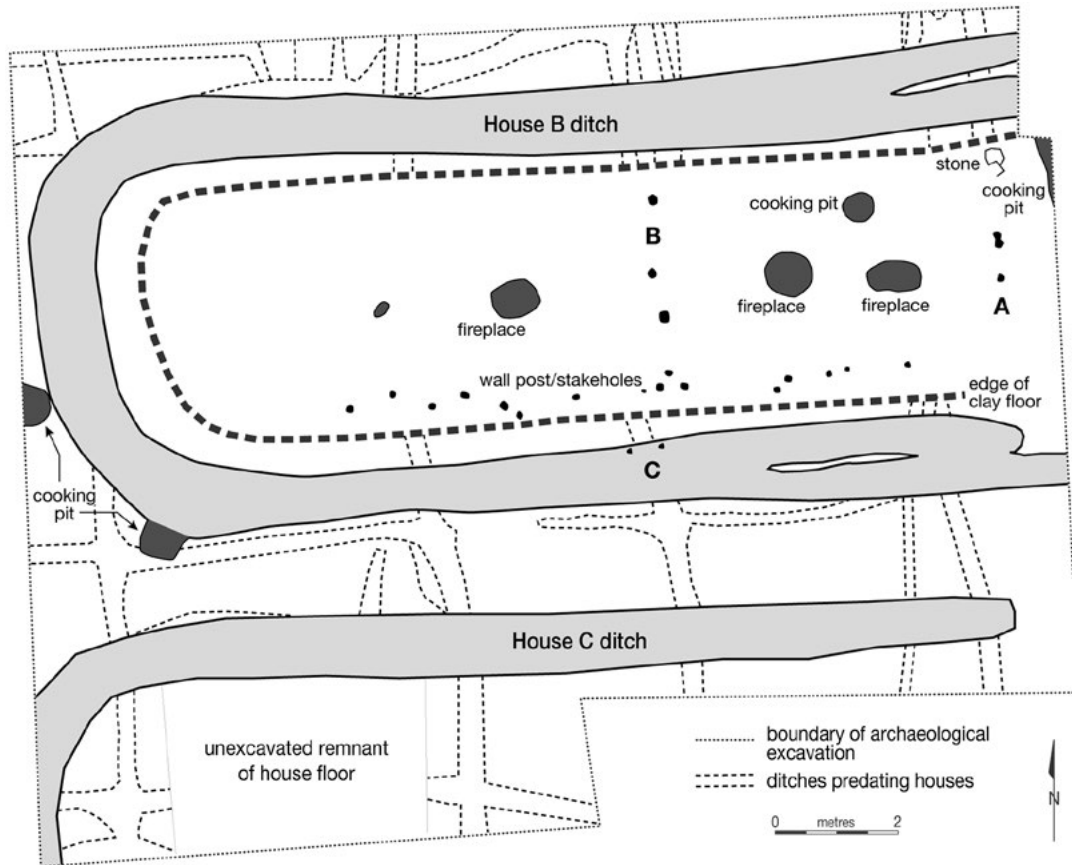 House B ditch
stone
cooking pit
cooking
pit
B
A
fireplace
fireplace
fireplace
wall post/stakeholes
edge of
clay floor
C
cooking
pit
House C ditch
unexcavated remnant
of house floor
boundary of archaeological
excavation
ditches predating houses
0 metres 2
N